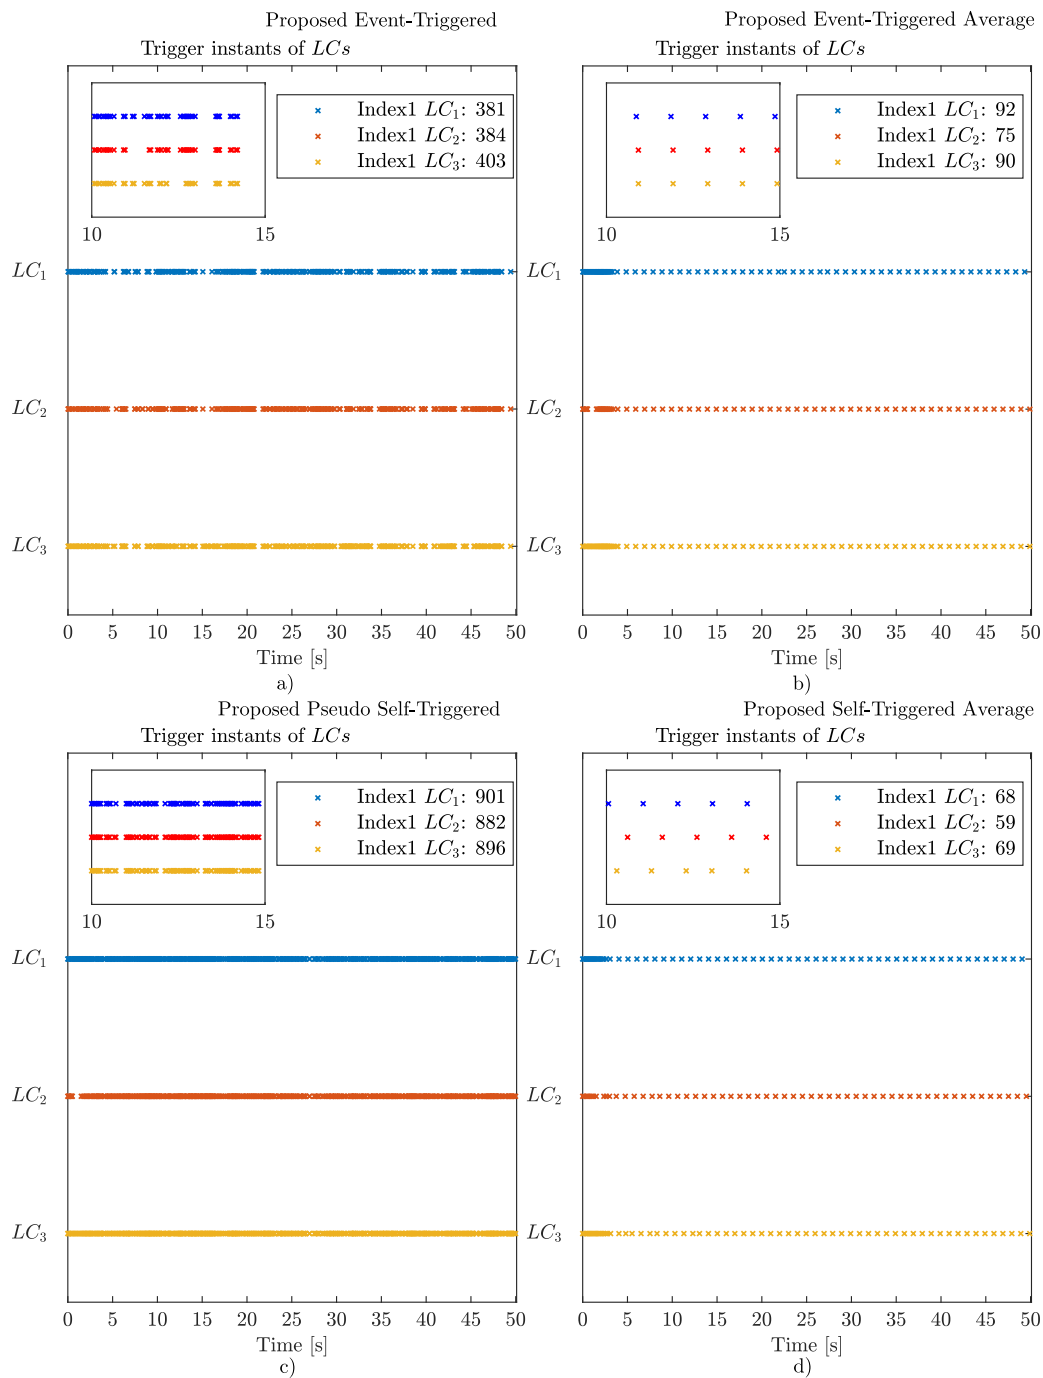 Proposed Event-Triggered
Trigger instants of LCs
Index1 LC₁: 381
Index1 LC₂: 384
Index1 LC₃: 403
10 15
LC₁
LC₂
LC₃
0 5 10 15 20 25 30 35 40 45 50
Time [s]
a)
Proposed Event-Triggered Average
Trigger instants of LCs
Index1 LC₁: 92
Index1 LC₂: 75
Index1 LC₃: 90
10 15
LC₁
LC₂
LC₃
0 5 10 15 20 25 30 35 40 45 50
Time [s]
b)
Proposed Pseudo Self-Triggered
Trigger instants of LCs
Index1 LC₁: 901
Index1 LC₂: 882
Index1 LC₃: 896
10 15
LC₁
LC₂
LC₃
0 5 10 15 20 25 30 35 40 45 50
Time [s]
c)
Proposed Self-Triggered Average
Trigger instants of LCs
Index1 LC₁: 68
Index1 LC₂: 59
Index1 LC₃: 69
10 15
LC₁
LC₂
LC₃
0 5 10 15 20 25 30 35 40 45 50
Time [s]
d)